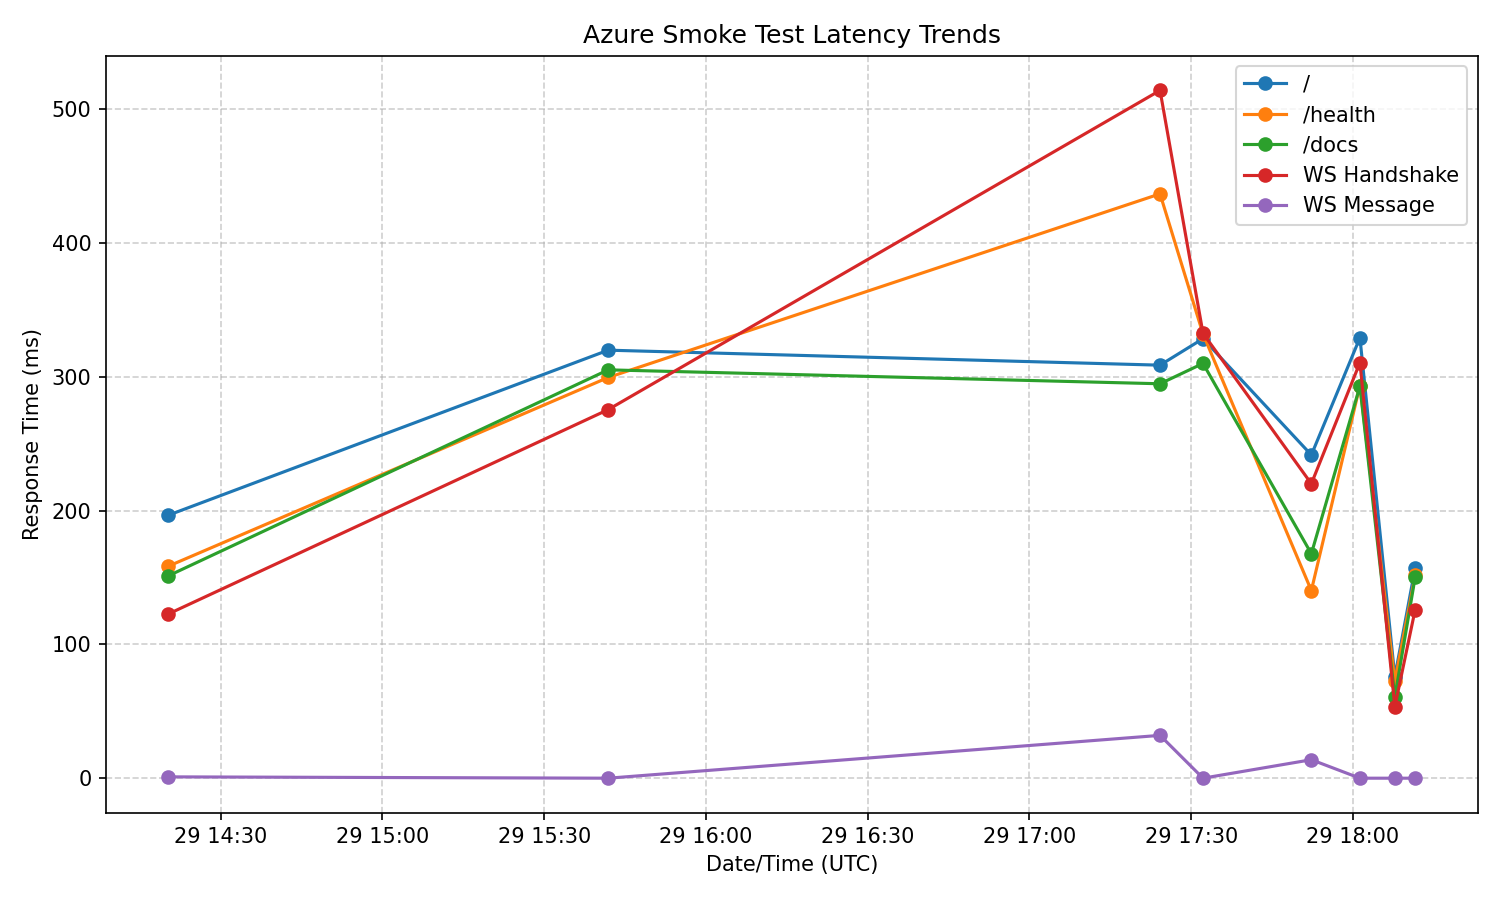 Azure Smoke Test Latency Trends
/
/health
/docs
WS Handshake
WS Message
Response Time (ms)
500
400
300
200
100
0
29 14:30 29 15:00 29 15:30 29 16:00 29 16:30 29 17:00 29 17:30 29 18:00
Date/Time (UTC)